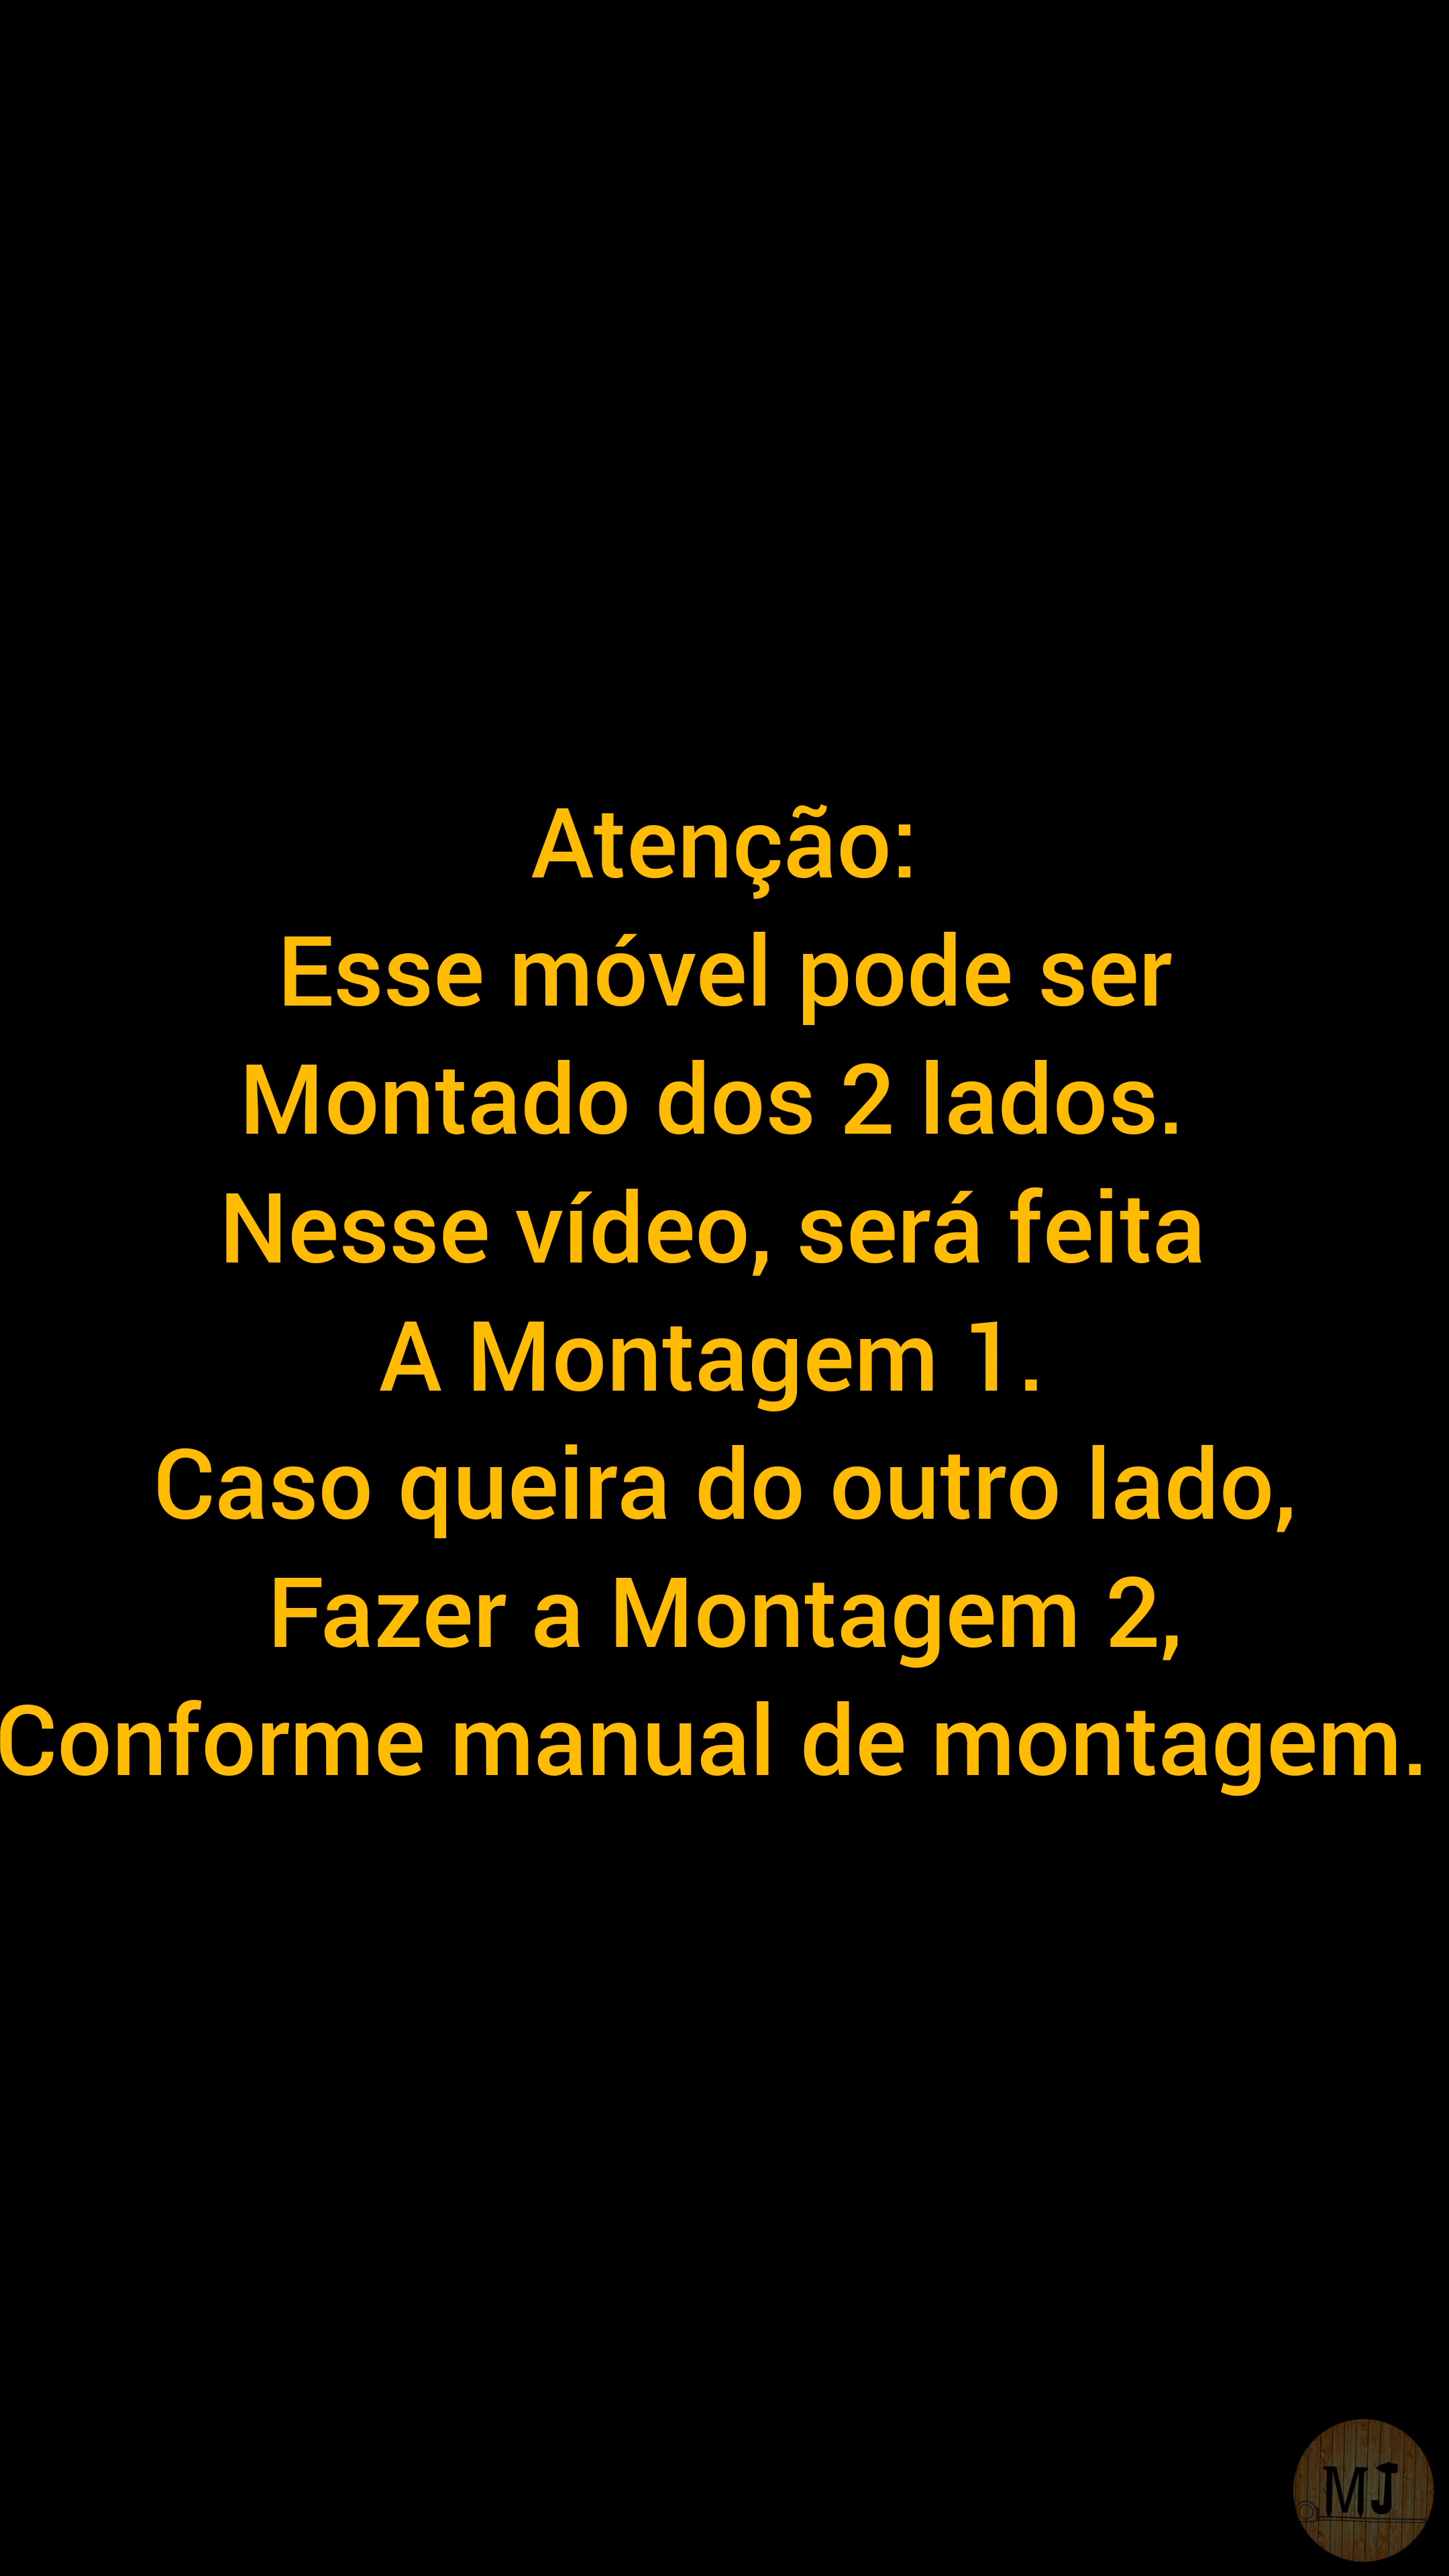 Atenção:
Esse móvel pode ser
Montado dos 2 lados.
Nesse vídeo, será feita
A Montagem 1.
Caso queira do outro lado,
Fazer a Montagem 2,
Conforme manual de montagem.
MJ